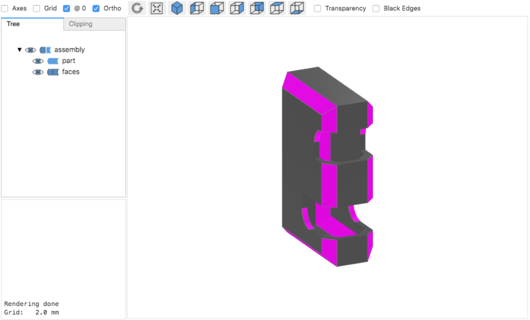 Axes Grid @ 0 Ortho Transparency Black Edges
Tree Clipping
assembly
part
faces
Rendering done
Grid: 2.0 mm